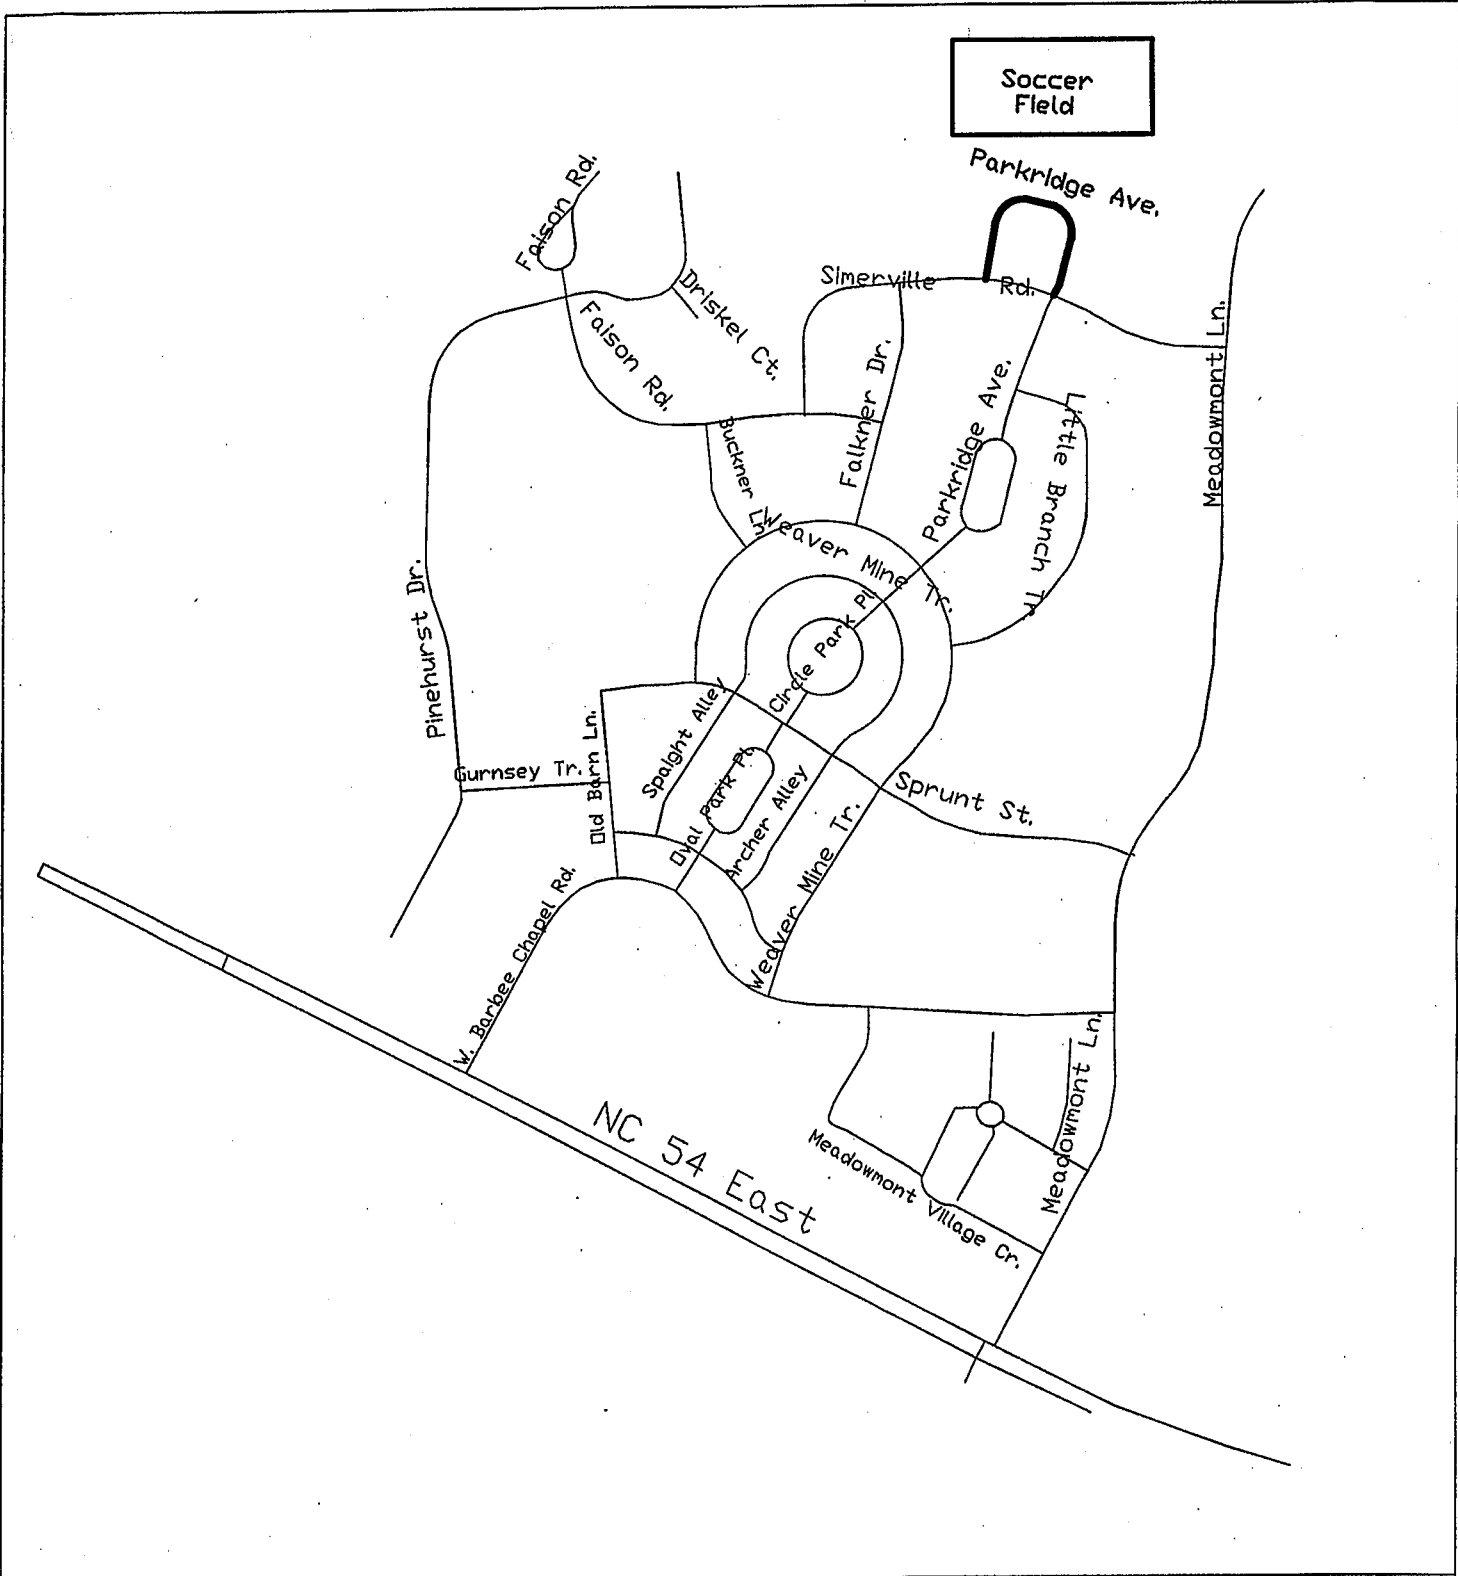 Soccer
Field
Parkridge Ave.
Faison Rd.
Simerville Rd.
Driskel Ct.
Faison Rd.
Meadowmont Ln.
Falkner Dr.
Parkridge Ave.
Little Branch Tr.
Buckner Ln.
Weaver Mine Tr.
Pinehurst Dr.
Circle Park Pl.
Spaight Alley
Gurnsey Tr.
Old Barn Ln.
Oval Park Pl.
Archer Alley
Sprunt St.
Weaver Mine Tr.
W. Barbee Chapel Rd.
Meadowmont Ln.
NC 54 East
Meadowmont Village Cr.